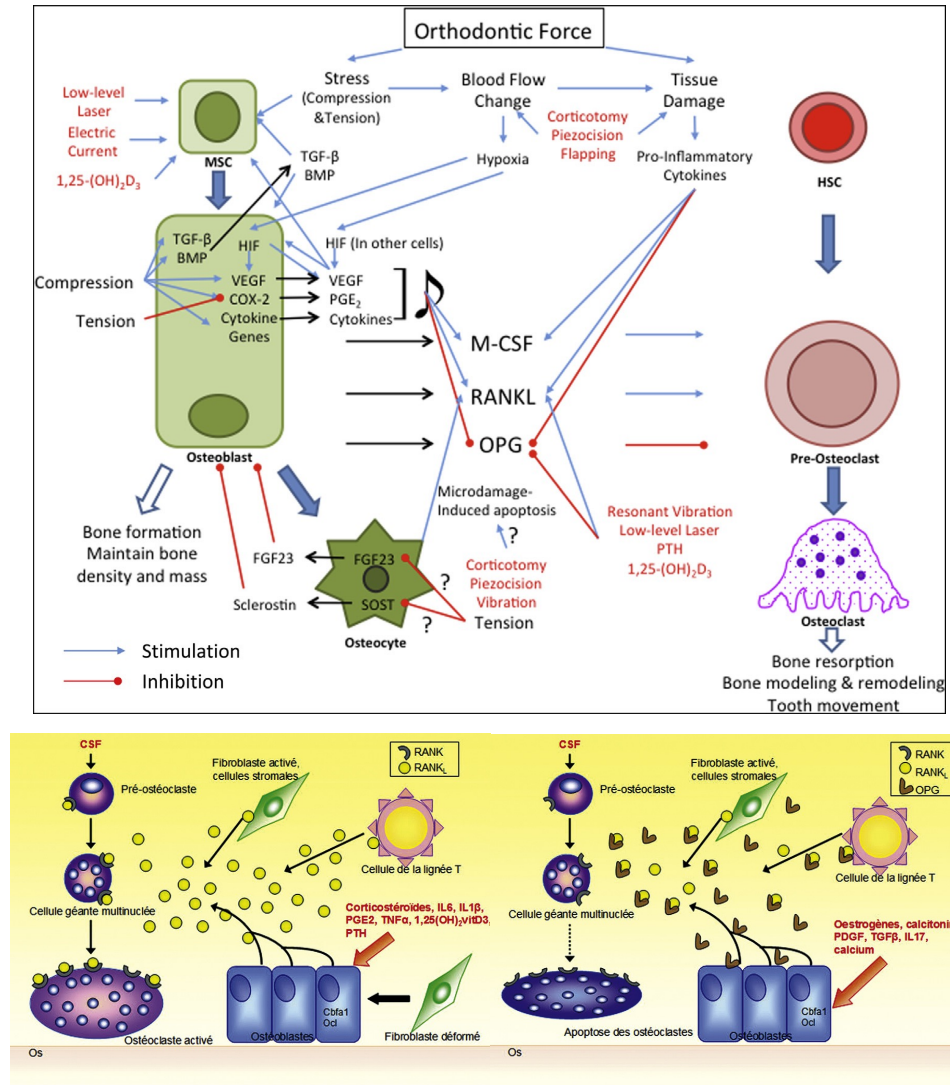 Orthodontic Force
Stress
(Compression
&Tension)
Blood Flow
Change
Tissue
Damage
Low-level
Laser
Electric
Current
1,25-(OH)2D3
MSC
TGF-β
BMP
Hypoxia
Corticotomy
Piezocision
Flapping
Pro-Inflammatory
Cytokines
HSC
TGF-β
BMP
HIF
HIF (In other cells)
Compression
Tension
VEGF
COX-2
Cytokine
Genes
VEGF
PGE2
Cytokines
M-CSF
RANKL
OPG
Osteoblast
Pre-Osteoclast
Bone formation
Maintain bone
density and mass
Microdamage-
Induced apoptosis
?
Resonant Vibration
Low-level Laser
PTH
1,25-(OH)2D3
FGF23
FGF23
Sclerostin
SOST
Osteocyte
?
?
Corticotomy
Piezocision
Vibration
Tension
Osteoclast
Stimulation
Inhibition
Bone resorption
Bone modeling & remodeling
Tooth movement
CSF
Pré-ostéoclaste
Fibroblaste activé,
cellules stromales
RANK
RANKL
Cellule de la lignée T
Cellule géante multinuclée
Corticostéroïdes, IL6, IL1β,
PGE2, TNFα, 1,25(OH)2vitD3,
PTH
Cbfa1
Ocl
Ostéoclaste activé
Ostéoblastes
Fibroblaste déformé
Os
CSF
Pré-ostéoclaste
Fibroblaste activé,
cellules stromales
RANK
RANKL
OPG
Cellule de la lignée T
Cellule géante multinuclée
Oestrogènes, calcitonin
PDGF, TGFβ, IL17,
calcium
Cbfa1
Ocl
Apoptose des ostéoclastes
Ostéoblastes
Os